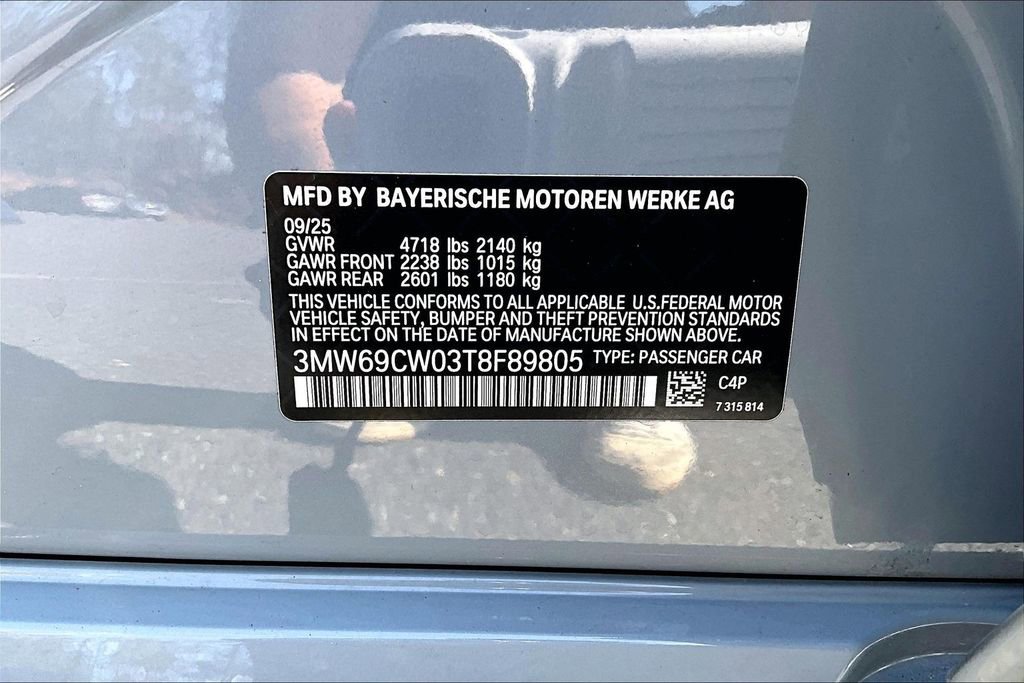 MFD BY BAYERISCHE MOTOREN WERKE AG
09/25
GVWR 4718 lbs 2140 kg
GAWR FRONT 2238 lbs 1015 kg
GAWR REAR 2601 lbs 1180 kg
THIS VEHICLE CONFORMS TO ALL APPLICABLE U.S.FEDERAL MOTOR
VEHICLE SAFETY, BUMPER AND THEFT PREVENTION STANDARDS
IN EFFECT ON THE DATE OF MANUFACTURE SHOWN ABOVE.
3MW69CW03T8F89805 TYPE: PASSENGER CAR
C4P
7 315 814